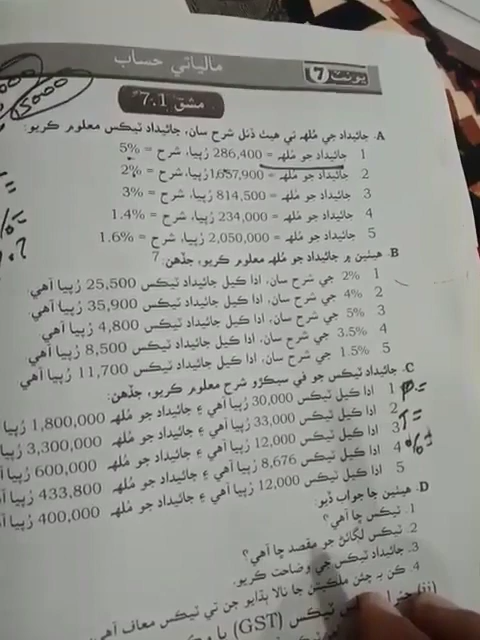 يونٽ 7 مالياتي حساب
15000
مشق 7.1
A. جائيداد جي مُلھ تي هيٺ ڏنل شرح سان، جائيداد ٽيڪس معلوم ڪريو:
1 جائيداد جو مُلھ = 286,400 رُپيا، شرح = 5%
2 جائيداد جو مُلھ = 1657,900 رُپيا، شرح = 2%
3 جائيداد جو مُلھ = 814,500 رُپيا، شرح = 3%
4 جائيداد جو مُلھ = 234,000 رُپيا، شرح = 1.4%
5 جائيداد جو مُلھ = 2,050,000 رُپيا، شرح = 1.6%
B. هيٺين ۾ جائيداد جو مُلھ معلوم ڪريو، جڏهن: 7
1 2% جي شرح سان، ادا ڪيل جائيداد ٽيڪس 25,500 رُپيا آهي
2 4% جي شرح سان، ادا ڪيل جائيداد ٽيڪس 35,900 رُپيا آهي
3 5% جي شرح سان، ادا ڪيل جائيداد ٽيڪس 4,800 رُپيا آهي
4 3.5% جي شرح سان، ادا ڪيل جائيداد ٽيڪس 8,500 رُپيا آهي
5 1.5% جي شرح سان، ادا ڪيل جائيداد ٽيڪس 11,700 رُپيا آهي
C. جائيداد ٽيڪس جو في سيڪڙو شرح معلوم ڪريو، جڏهن:
1 ادا ڪيل ٽيڪس 30,000 رُپيا آهي ۽ جائيداد جو مُلھ 1,800,000 رُپيا
2 ادا ڪيل ٽيڪس 33,000 رُپيا آهي ۽ جائيداد جو مُلھ 3,300,000 رُپيا
3 ادا ڪيل ٽيڪس 12,000 رُپيا آهي ۽ جائيداد جو مُلھ 600,000 رُپيا
4 ادا ڪيل ٽيڪس 8,676 رُپيا آهي ۽ جائيداد جو مُلھ 433,800 رُپيا
5 ادا ڪيل ٽيڪس 12,000 رُپيا آهي ۽ جائيداد جو مُلھ 400,000 رُپيا
P=
T=
%=
D. هيٺين جا جواب ڏيو:
1. ٽيڪس ڇا آهي؟
2. ٽيڪس لڳائڻ جو مقصد ڇا آهي؟
3. جائيداد ٽيڪس جي وضاحت ڪريو.
4. ڪن بہ چئن ملڪيتن جا نالا ٻڌايو جن تي ٽيڪس معاف آهي
ٽيڪس (GST)